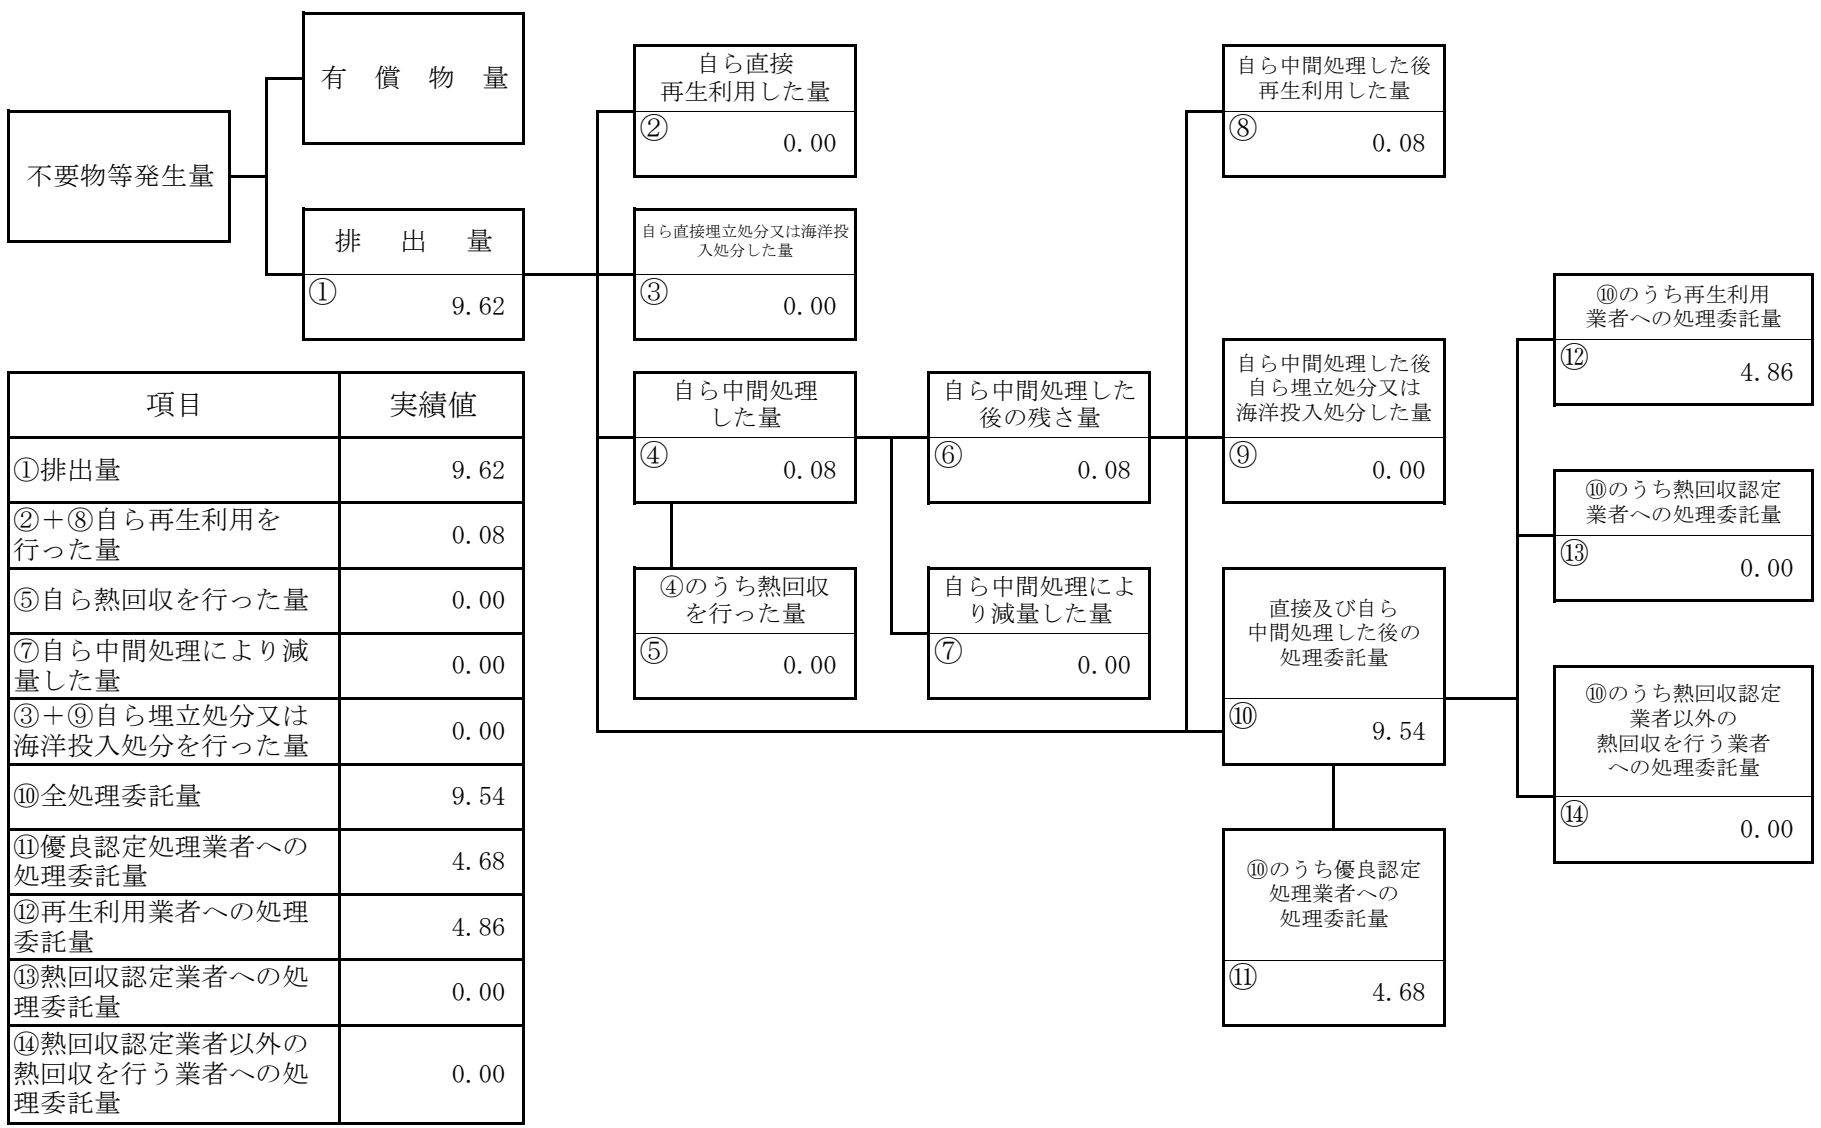 有償物量
不要物等発生量
排出量
①
9.62
自ら直接
再生利用した量
②
0.00
自ら直接埋立処分又は海洋投
入処分した量
③
0.00
自ら中間処理
した量
④
0.08
④のうち熱回収
を行った量
⑤
0.00
自ら中間処理した
後の残さ量
⑥
0.08
自ら中間処理によ
り減量した量
⑦
0.00
自ら中間処理した後
再生利用した量
⑧
0.08
自ら中間処理した後
自ら埋立処分又は
海洋投入処分した量
⑨
0.00
直接及び自ら
中間処理した後の
処理委託量
⑩
9.54
⑩のうち優良認定
処理業者への
処理委託量
⑪
4.68
⑩のうち再生利用
業者への処理委託量
⑫
4.86
⑩のうち熱回収認定
業者への処理委託量
⑬
0.00
⑩のうち熱回収認定
業者以外の
熱回収を行う業者
への処理委託量
⑭
0.00
項目 実績値
①排出量 9.62
②＋⑧自ら再生利用を
行った量 0.08
⑤自ら熱回収を行った量 0.00
⑦自ら中間処理により減
量した量 0.00
③＋⑨自ら埋立処分又は
海洋投入処分を行った量 0.00
⑩全処理委託量 9.54
⑪優良認定処理業者への
処理委託量 4.68
⑫再生利用業者への処理
委託量 4.86
⑬熱回収認定業者への処
理委託量 0.00
⑭熱回収認定業者以外の
熱回収を行う業者への処
理委託量 0.00